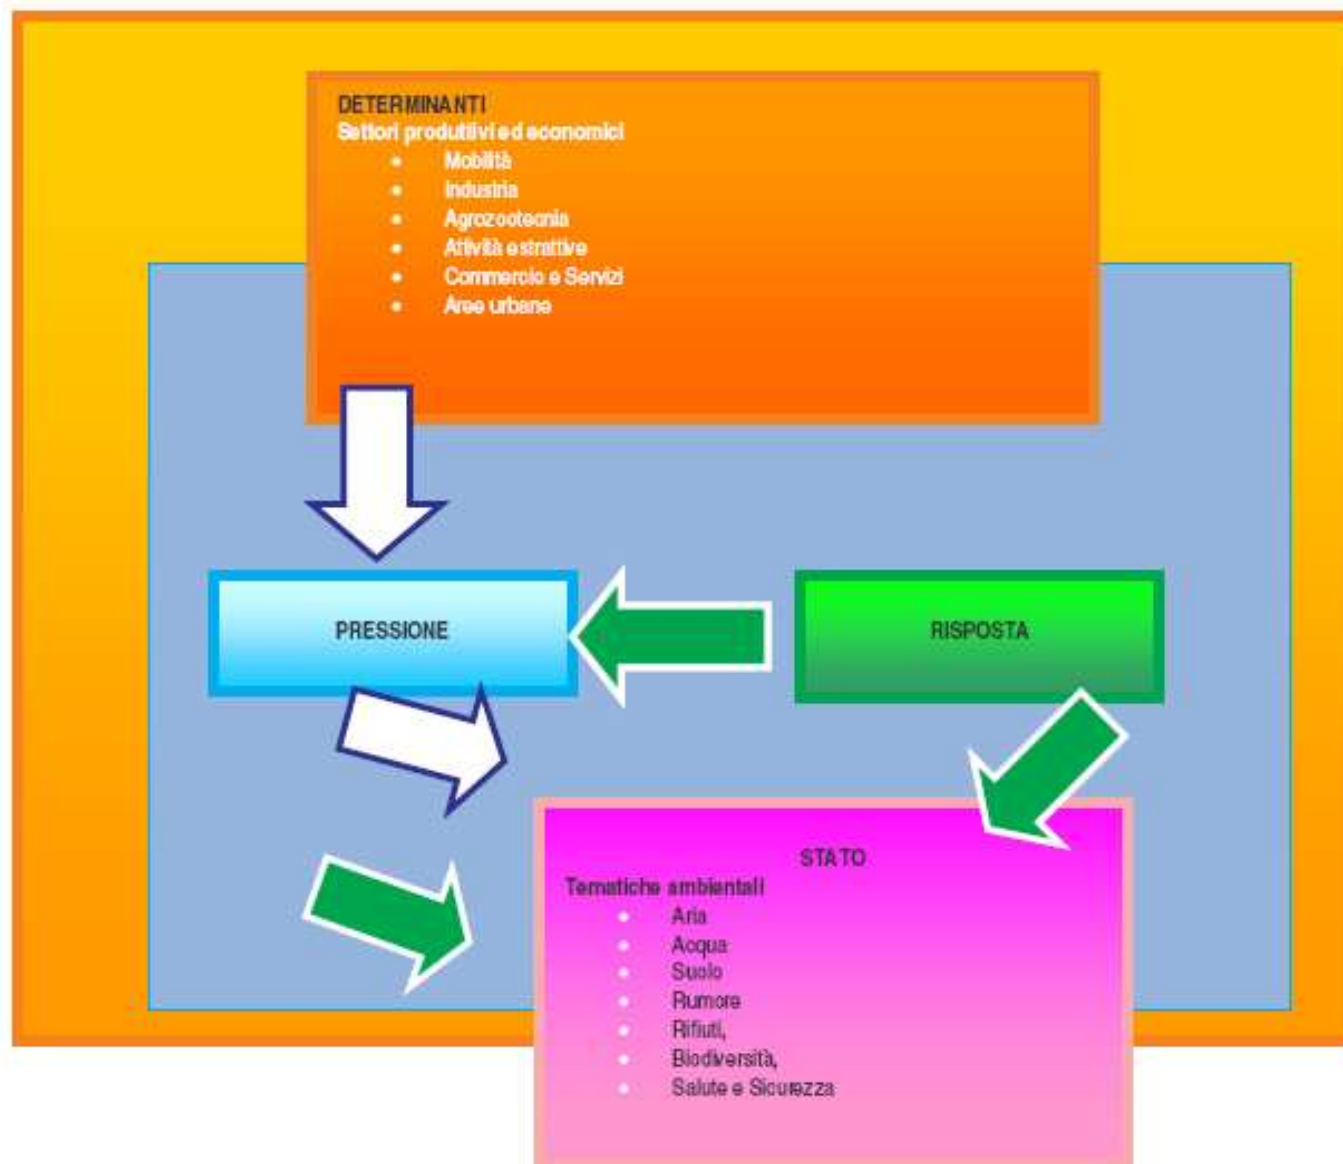 DETERMINANTI
Settori produttivi ed economici
• Mobilità
• Industria
• Agrozootecnia
• Attività estrattive
• Commercio e Servizi
• Aree urbane
PRESSIONE
RISPOSTA
STATO
Tematiche ambientali
• Aria
• Acqua
• Suolo
• Rumore
• Rifiuti,
• Biodiversità,
• Salute e Sicurezza